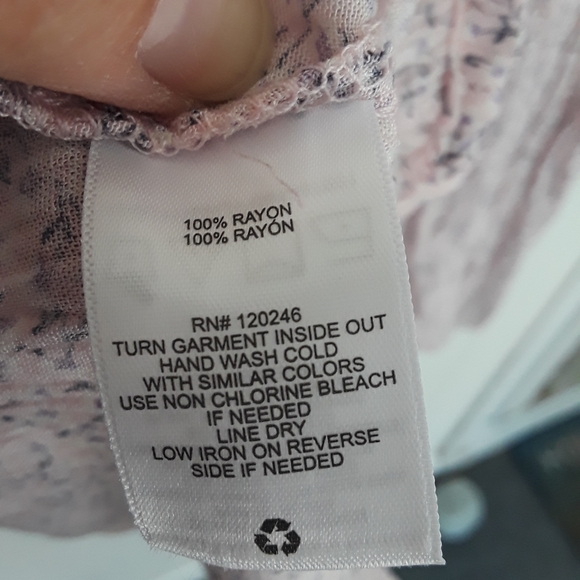 100% RAYON
100% RAYÓN
RN# 120246
TURN GARMENT INSIDE OUT
HAND WASH COLD
WITH SIMILAR COLORS
USE NON CHLORINE BLEACH
IF NEEDED
LINE DRY
LOW IRON ON REVERSE
SIDE IF NEEDED